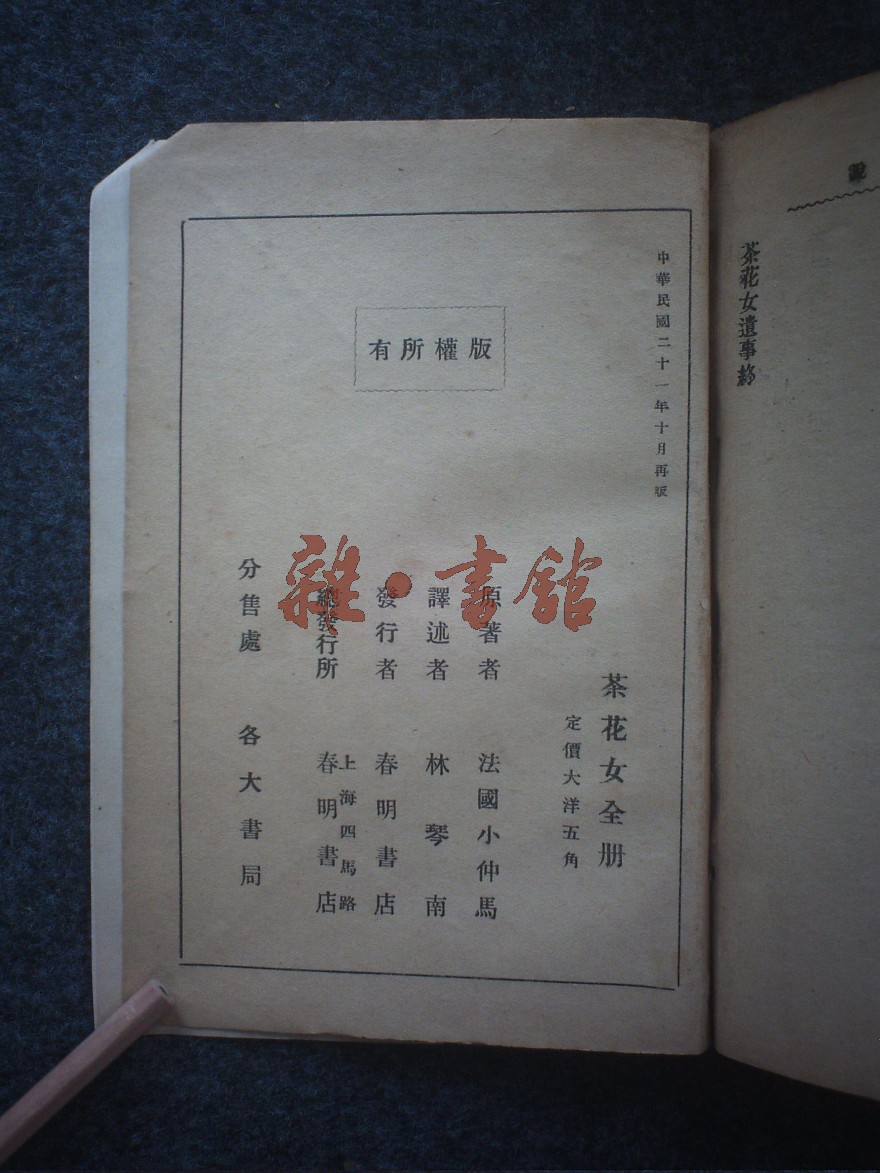 茶花女遺事終
中華民國二十一年十月再版
版權所有
茶花女全册
定價大洋五角
原著者 法國小仲馬
譯述者 林琴南
發行者 春明書店
總發行所 上海四馬路 春明書店
分售處 各大書局
雜·書館